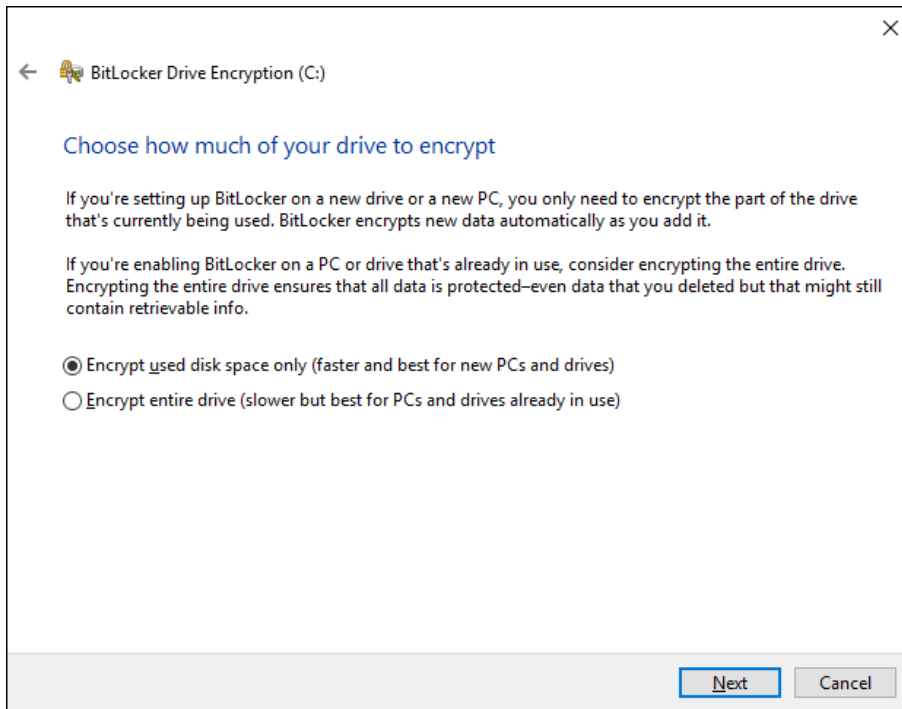 BitLocker Drive Encryption (C:)
Choose how much of your drive to encrypt
If you're setting up BitLocker on a new drive or a new PC, you only need to encrypt the part of the drive
that's currently being used. BitLocker encrypts new data automatically as you add it.
If you're enabling BitLocker on a PC or drive that's already in use, consider encrypting the entire drive.
Encrypting the entire drive ensures that all data is protected–even data that you deleted but that might still
contain retrievable info.
Encrypt used disk space only (faster and best for new PCs and drives)
Encrypt entire drive (slower but best for PCs and drives already in use)
Next Cancel